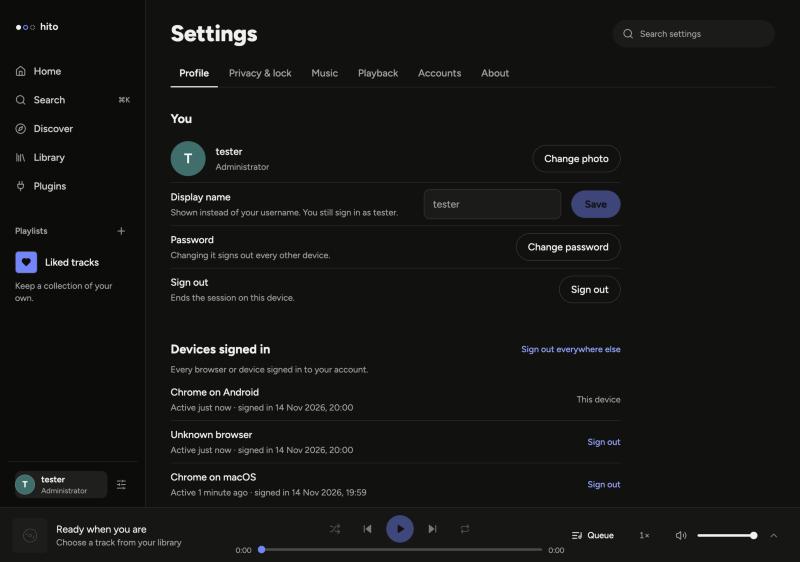 hito
Home
Search ⌘K
Discover
Library
Plugins
Playlists
Liked tracks
Keep a collection of your
own.
T tester
Administrator
Settings
Search settings
Profile Privacy & lock Music Playback Accounts About
You
T tester
Administrator
Change photo
Display name
Shown instead of your username. You still sign in as tester.
tester
Save
Password
Changing it signs out every other device.
Change password
Sign out
Ends the session on this device.
Sign out
Devices signed in
Sign out everywhere else
Every browser or device signed in to your account.
Chrome on Android
Active just now · signed in 14 Nov 2026, 20:00
This device
Unknown browser
Active just now · signed in 14 Nov 2026, 20:00
Sign out
Chrome on macOS
Active 1 minute ago · signed in 14 Nov 2026, 19:59
Sign out
Ready when you are
Choose a track from your library
0:00 0:00
Queue
1×